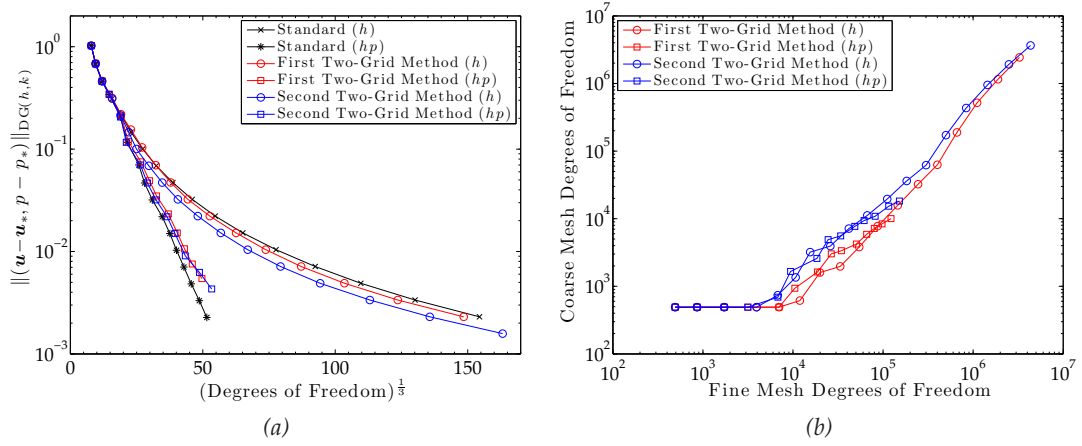 10^0
10^{-1}
10^{-2}
10^{-3}
‖(u−u_*, p − p_*)‖_{DG(h,k)}
Standard (h)
Standard (hp)
First Two-Grid Method (h)
First Two-Grid Method (hp)
Second Two-Grid Method (h)
Second Two-Grid Method (hp)
0 50 100 150
(Degrees of Freedom)^{1/3}
(a)
10^7
10^6
10^5
10^4
10^3
10^2
Coarse Mesh Degrees of Freedom
First Two-Grid Method (h)
First Two-Grid Method (hp)
Second Two-Grid Method (h)
Second Two-Grid Method (hp)
10^2 10^3 10^4 10^5 10^6 10^7
Fine Mesh Degrees of Freedom
(b)